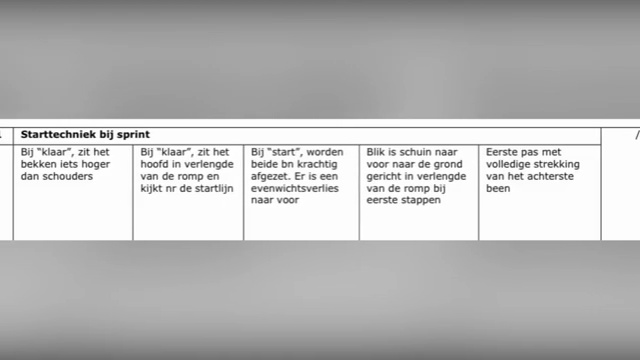 Starttechniek bij sprint
Bij “klaar”, zit het
bekken iets hoger
dan schouders
Bij “klaar”, zit het
hoofd in verlengde
van de romp en
kijkt nr de startlijn
Bij “start”, worden
beide bn krachtig
afgezet. Er is een
evenwichtsverlies
naar voor
Blik is schuin naar
voor naar de grond
gericht in verlengde
van de romp bij
eerste stappen
Eerste pas met
volledige strekking
van het achterste
been
/